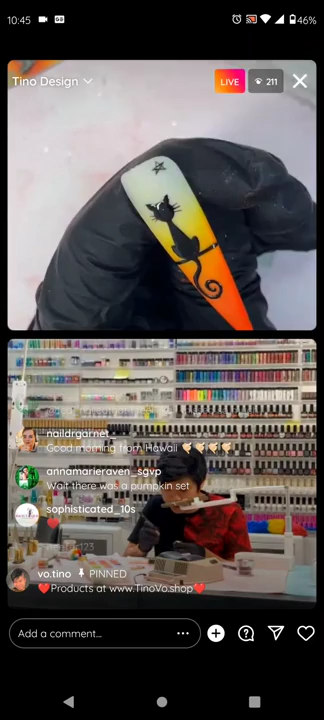 10:45
46%
Tino Design
LIVE
211
naildrgarnet
Good morning from Hawaii
annamarieraven_sgvp
Wait there was a pumpkin set
sophisticated_10s
vo.tino PINNED
Products at www.TinoVo.shop
Add a comment...